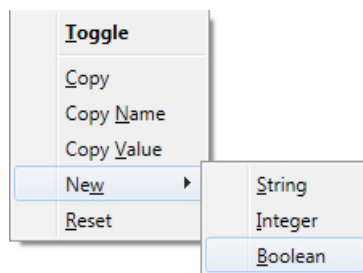 Toggle
Copy
Copy Name
Copy Value
New
Reset
String
Integer
Boolean